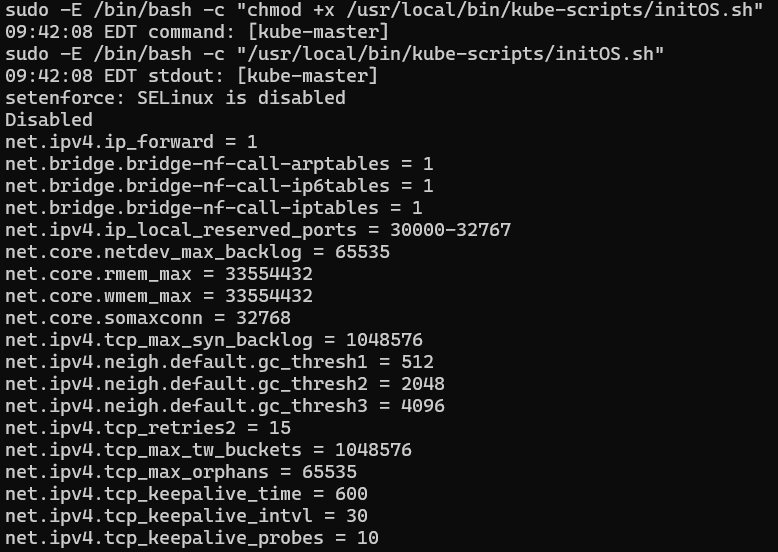 sudo -E /bin/bash -c "chmod +x /usr/local/bin/kube-scripts/initOS.sh"
09:42:08 EDT command: [kube-master]
sudo -E /bin/bash -c "/usr/local/bin/kube-scripts/initOS.sh"
09:42:08 EDT stdout: [kube-master]
setenforce: SELinux is disabled
Disabled
net.ipv4.ip_forward = 1
net.bridge.bridge-nf-call-arptables = 1
net.bridge.bridge-nf-call-ip6tables = 1
net.bridge.bridge-nf-call-iptables = 1
net.ipv4.ip_local_reserved_ports = 30000-32767
net.core.netdev_max_backlog = 65535
net.core.rmem_max = 33554432
net.core.wmem_max = 33554432
net.core.somaxconn = 32768
net.ipv4.tcp_max_syn_backlog = 1048576
net.ipv4.neigh.default.gc_thresh1 = 512
net.ipv4.neigh.default.gc_thresh2 = 2048
net.ipv4.neigh.default.gc_thresh3 = 4096
net.ipv4.tcp_retries2 = 15
net.ipv4.tcp_max_tw_buckets = 1048576
net.ipv4.tcp_max_orphans = 65535
net.ipv4.tcp_keepalive_time = 600
net.ipv4.tcp_keepalive_intvl = 30
net.ipv4.tcp_keepalive_probes = 10